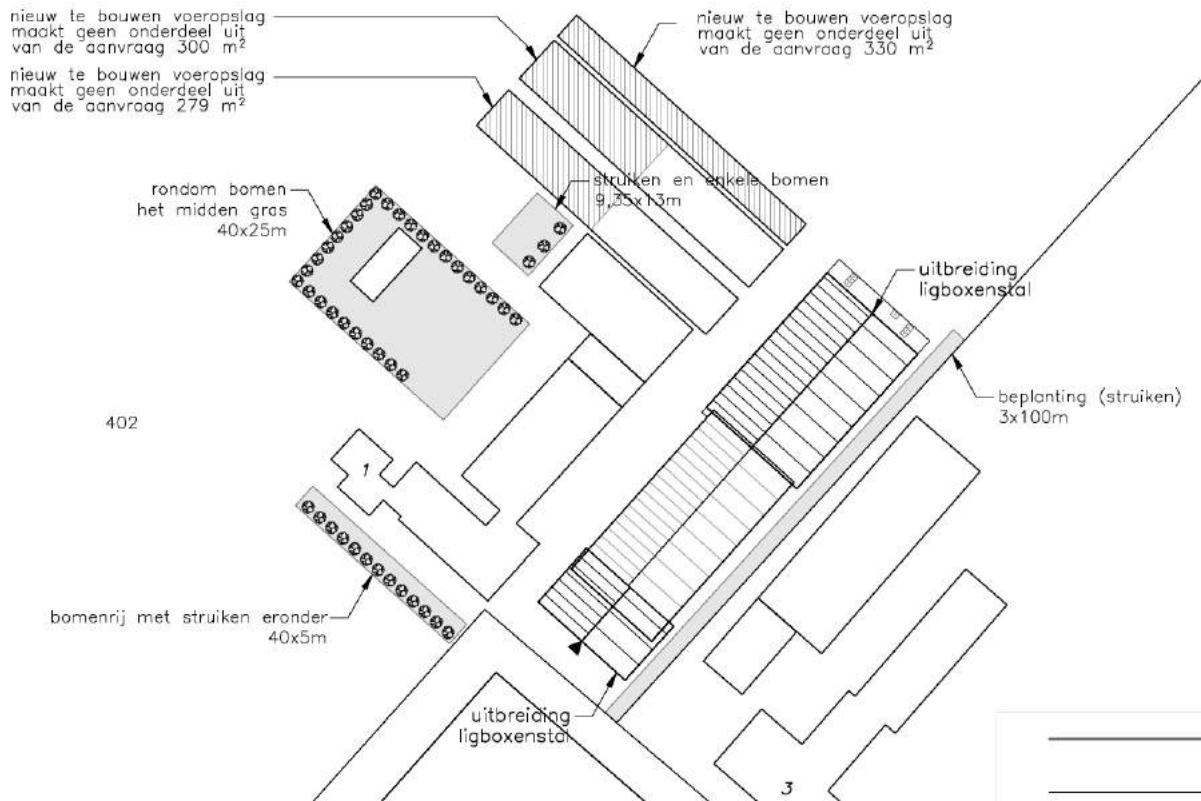 nieuw te bouwen voeropslag
maakt geen onderdeel uit
van de aanvraag 300 m²
nieuw te bouwen voeropslag
maakt geen onderdeel uit
van de aanvraag 330 m²
nieuw te bouwen voeropslag
maakt geen onderdeel uit
van de aanvraag 279 m²
rondom bomen
het midden gras
40x25m
struiken en enkele bomen
9,35x13m
uitbreiding
ligboxenstal
beplanting (struiken)
3x100m
402
1
bomenrij met struiken eronder
40x5m
uitbreiding
ligboxenstal
3